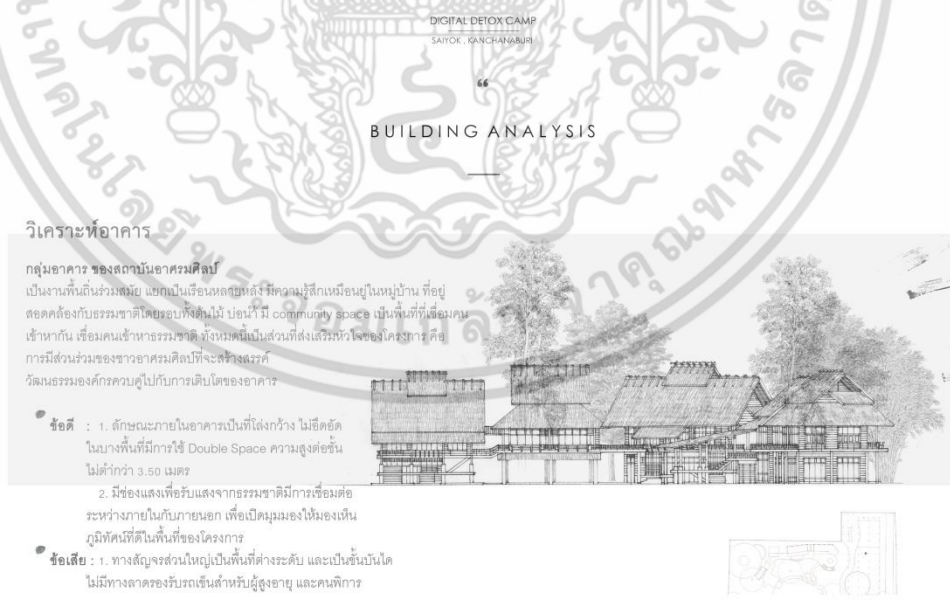 DIGITAL DETOX CAMP
SAIYOK , KANCHANABURI
“
BUILDING ANALYSIS
วิเคราะห์อาคาร
กลุ่มอาคาร ของสถาบันอาศรมศิลป์
เป็นงานพื้นถิ่นร่วมสมัย แยกเป็นเรือนหลายหลัง มีความรู้สึกเหมือนอยู่ในหมู่บ้าน ที่อยู่
สอดคล้องกับธรรมชาติโดยรอบทั้งต้นไม้ บ่อน้ำ มี community space เป็นพื้นที่ที่เชื่อมคน
เข้าหากัน เชื่อมคนเข้าหาธรรมชาติ ทั้งหมดนี้เป็นส่วนที่ส่งเสริมหัวใจของโครงการ คือ
การมีส่วนร่วมของชาวอาศรมศิลป์ที่จะสร้างสรรค์
วัฒนธรรมองค์กรควบคู่ไปกับการเติบโตของอาคาร
ข้อดี : 1. ลักษณะภายในอาคารเป็นที่โล่งกว้าง ไม่อึดอัด
ในบางพื้นที่มีการใช้ Double Space ความสูงต่อชั้น
ไม่ต่ำกว่า 3.50 เมตร
2. มีช่องแสงเพื่อรับแสงจากธรรมชาติมีการเชื่อมต่อ
ระหว่างภายในกับภายนอก เพื่อเปิดมุมมองให้มองเห็น
ภูมิทัศน์ที่ดีในพื้นที่ของโครงการ
ข้อเสีย : 1. ทางสัญจรส่วนใหญ่เป็นพื้นที่ต่างระดับ และเป็นขั้นบันได
ไม่มีทางลาดรองรับรถเข็นสำหรับผู้สูงอายุ และคนพิการ